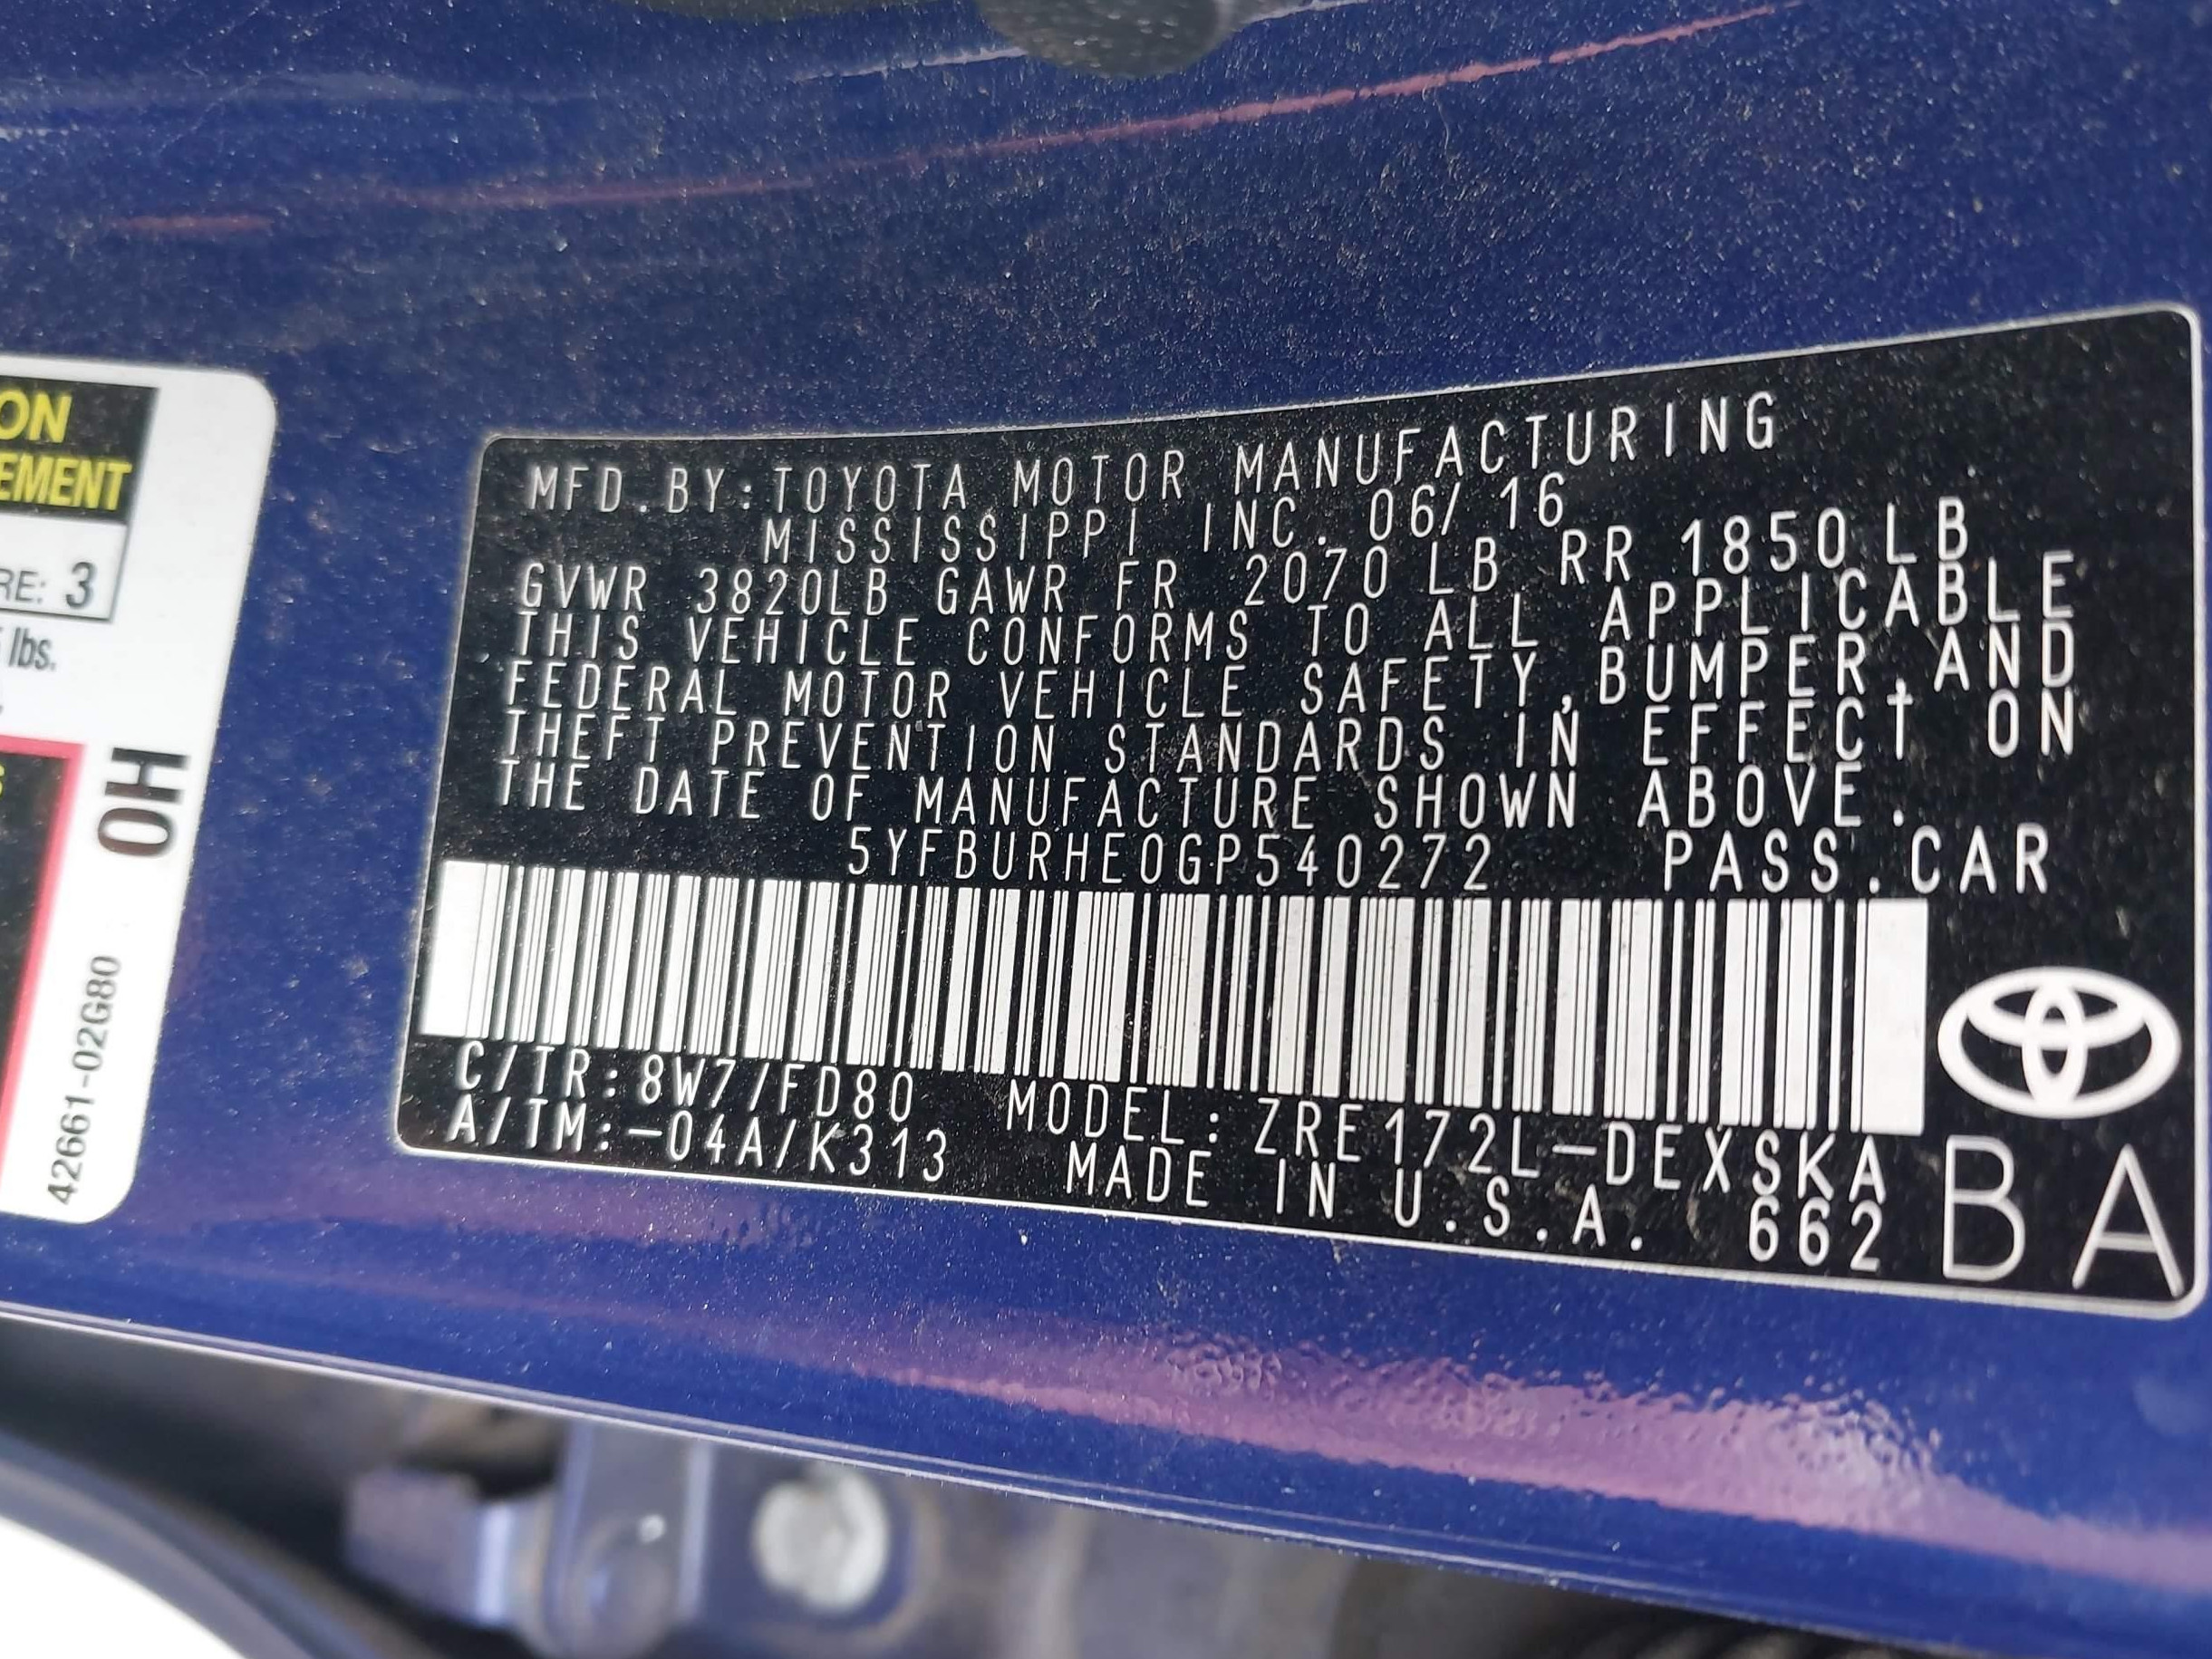 ON
EMENT
RE: 3
lbs.
0H
42661-02G80
MFD.BY:TOYOTA MOTOR MANUFACTURING
MISSISSIPPI INC. 06/16
GVWR 3820LB GAWR FR 2070 LB RR 1850 LB
THIS VEHICLE CONFORMS TO ALL APPLICABLE
FEDERAL MOTOR VEHICLE SAFETY,BUMPER,AND
THEFT PREVENTION STANDARDS IN EFFECT ON
THE DATE OF MANUFACTURE SHOWN ABOVE.
5YFBURHE0GP540272 PASS.CAR
C/TR:8W7/FD80 MODEL:ZRE172L-DEXSKA
A/TM:-04A/K313 MADE IN U.S.A. 662
BA